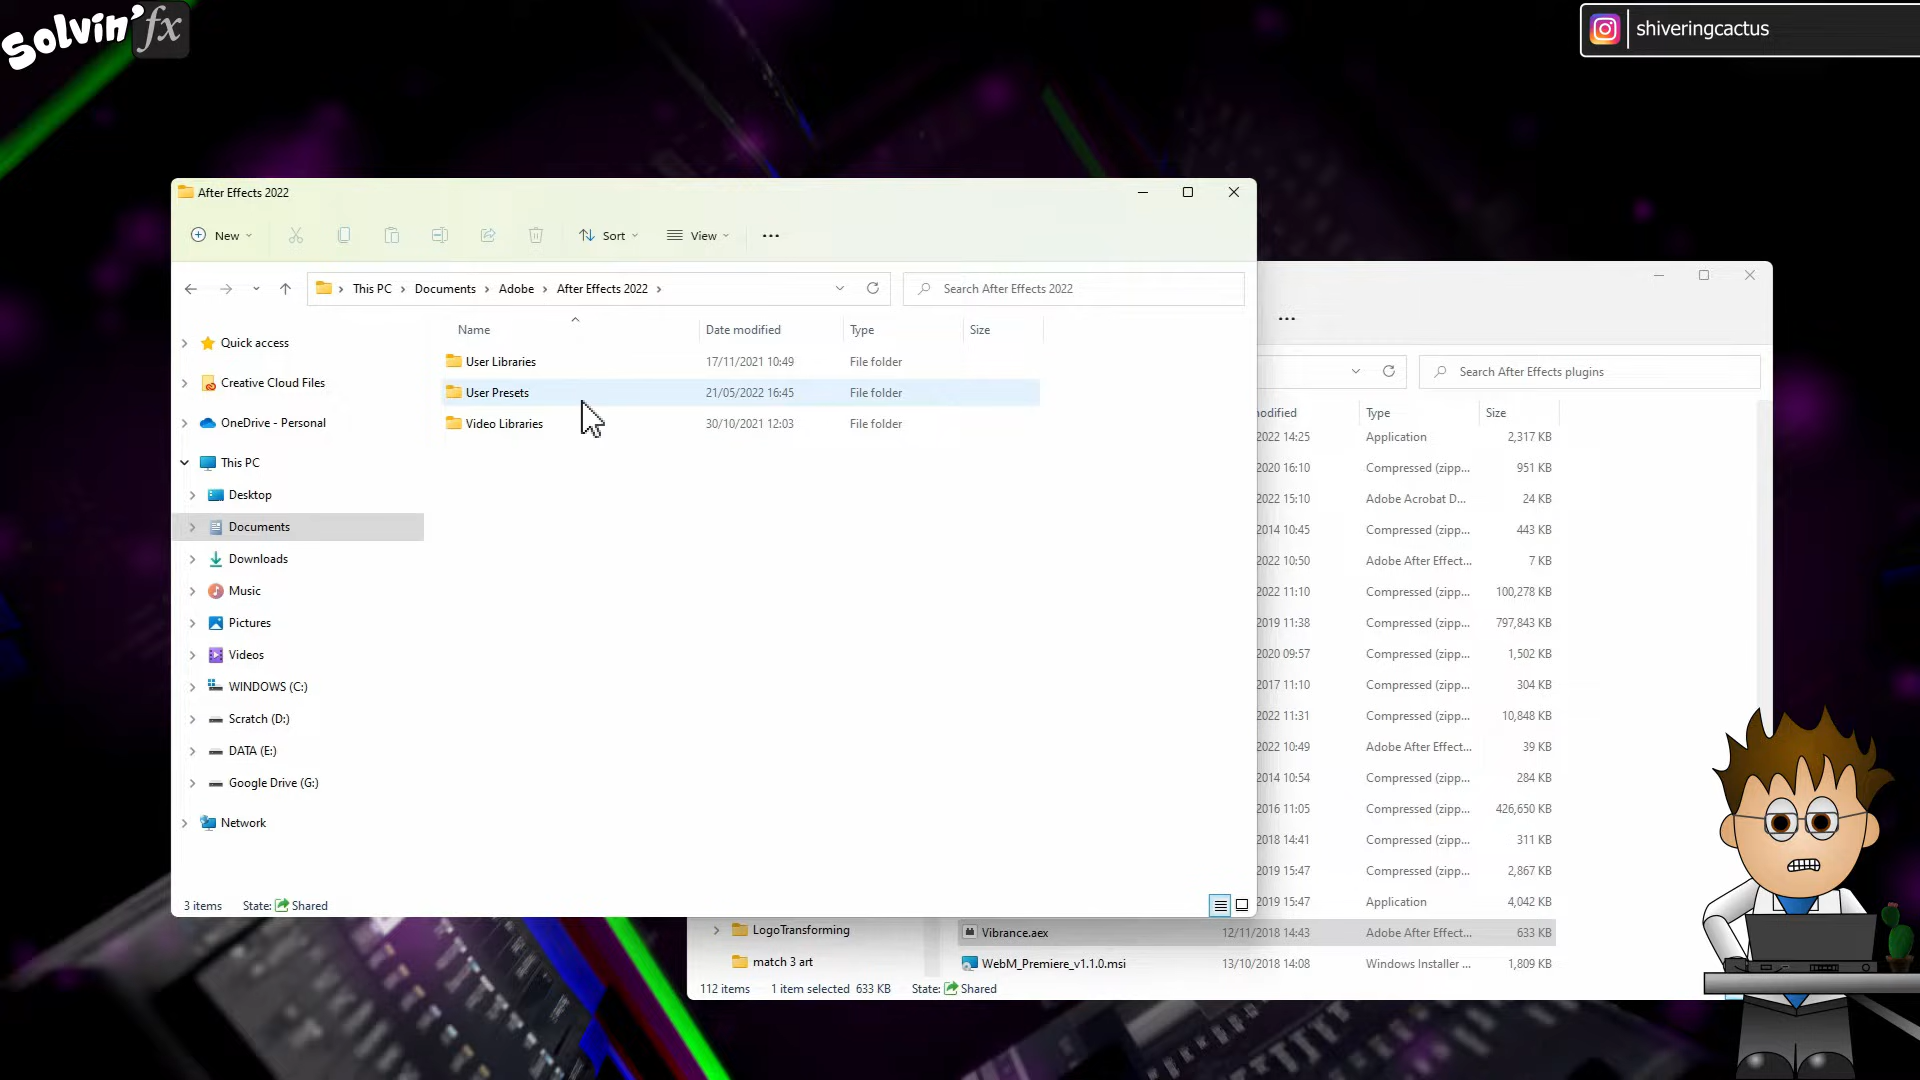 Solvin'fx
shiveringcactus
After Effects 2022
New
Sort
View
This PC > Documents > Adobe > After Effects 2022 >
Search After Effects 2022
Name Date modified Type Size
Quick access
Creative Cloud Files
OneDrive - Personal
This PC
Desktop
Documents
Downloads
Music
Pictures
Videos
WINDOWS (C:)
Scratch (D:)
DATA (E:)
Google Drive (G:)
Network
User Libraries 17/11/2021 10:49 File folder
User Presets 21/05/2022 16:45 File folder
Video Libraries 30/10/2021 12:03 File folder
3 items State: Shared
Search After Effects plugins
odified Type Size
2022 14:25 Application 2,317 KB
2020 16:10 Compressed (zipp... 951 KB
2022 15:10 Adobe Acrobat D... 24 KB
2014 10:45 Compressed (zipp... 443 KB
2022 10:50 Adobe After Effect... 7 KB
2022 11:10 Compressed (zipp... 100,278 KB
2019 11:38 Compressed (zipp... 797,843 KB
2020 09:57 Compressed (zipp... 1,502 KB
2017 11:10 Compressed (zipp... 304 KB
2022 11:31 Compressed (zipp... 10,848 KB
2022 10:49 Adobe After Effect... 39 KB
2014 10:54 Compressed (zipp... 284 KB
2016 11:05 Compressed (zipp... 426,650 KB
2018 14:41 Compressed (zipp... 311 KB
2019 15:47 Compressed (zipp... 2,867 KB
2019 15:47 Application 4,042 KB
LogoTransforming
match 3 art
Vibrance.aex 12/11/2018 14:43 Adobe After Effect... 633 KB
WebM_Premiere_v1.1.0.msi 13/10/2018 14:08 Windows Installer ... 1,809 KB
112 items 1 item selected 633 KB State: Shared